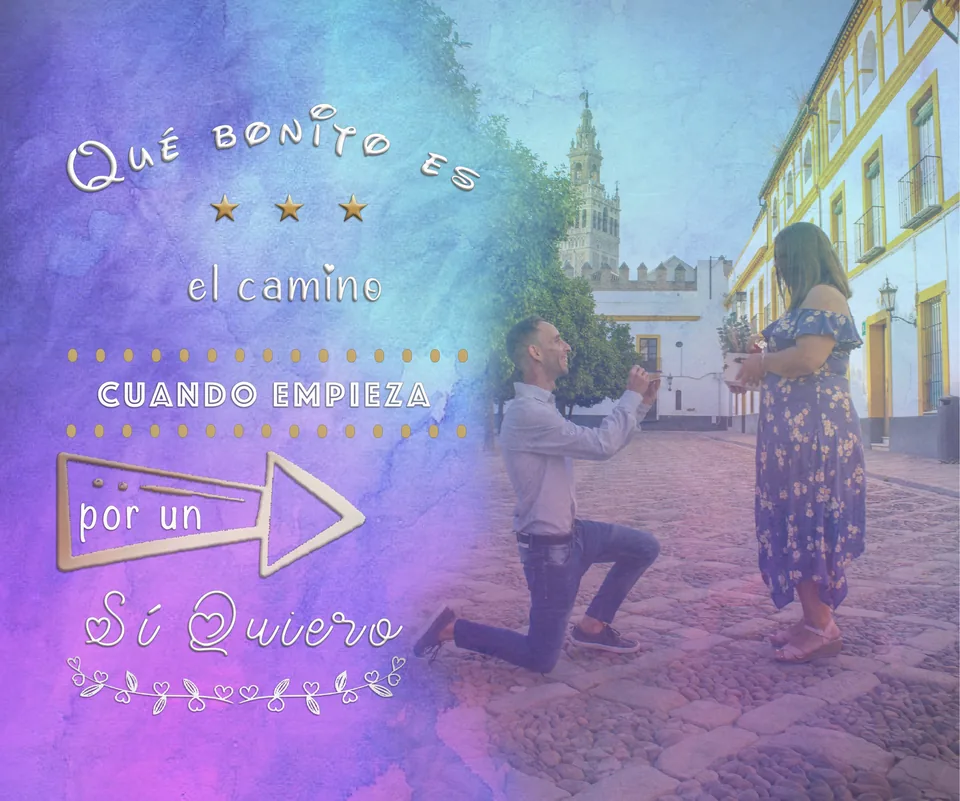 Qué bonito es
el camino
CUANDO EMPIEZA
por un
Sí Quiero